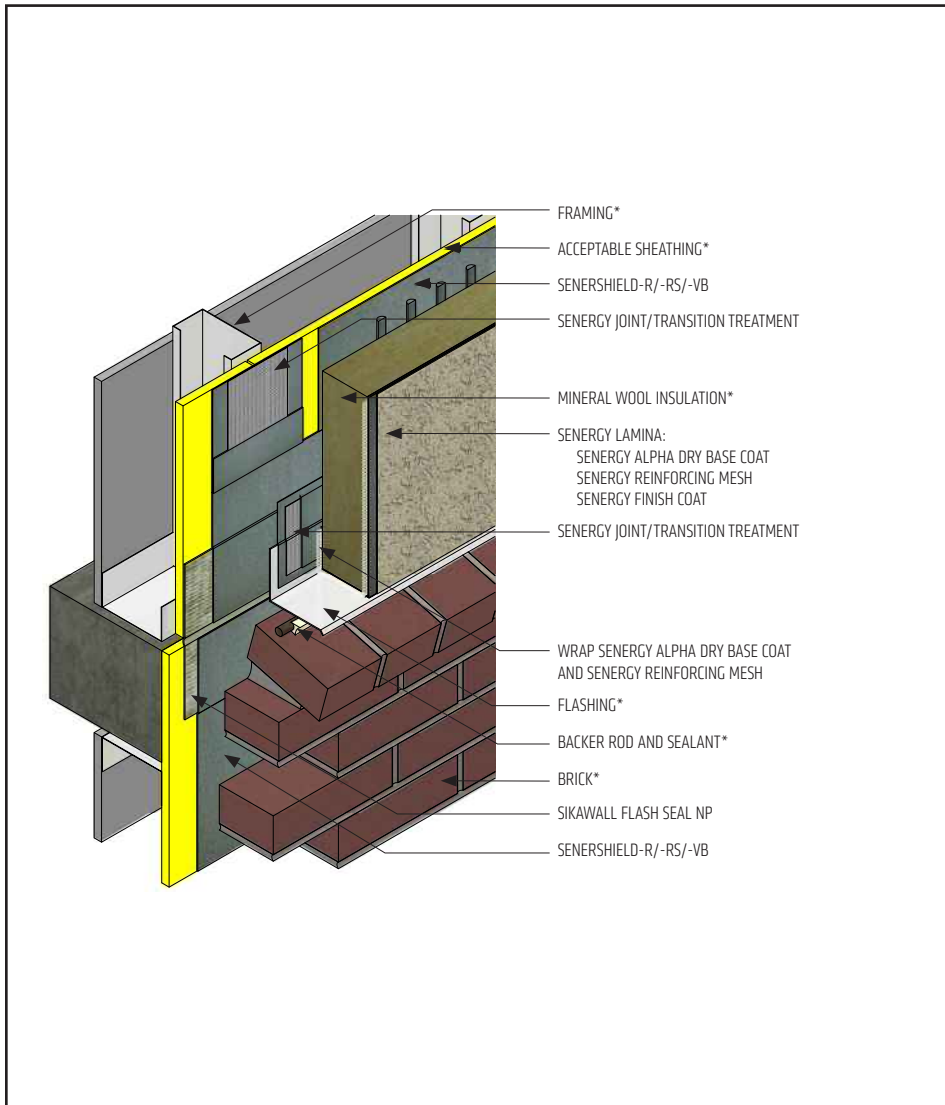 FRAMING*
ACCEPTABLE SHEATHING*
SENERSHIELD-R/-RS/-VB
SENERGY JOINT/TRANSITION TREATMENT
MINERAL WOOL INSULATION*
SENERGY LAMINA:
SENERGY ALPHA DRY BASE COAT
SENERGY REINFORCING MESH
SENERGY FINISH COAT
SENERGY JOINT/TRANSITION TREATMENT
WRAP SENERGY ALPHA DRY BASE COAT
AND SENERGY REINFORCING MESH
FLASHING*
BACKER ROD AND SEALANT*
BRICK*
SIKAWALL FLASH SEAL NP
SENERSHIELD-R/-RS/-VB